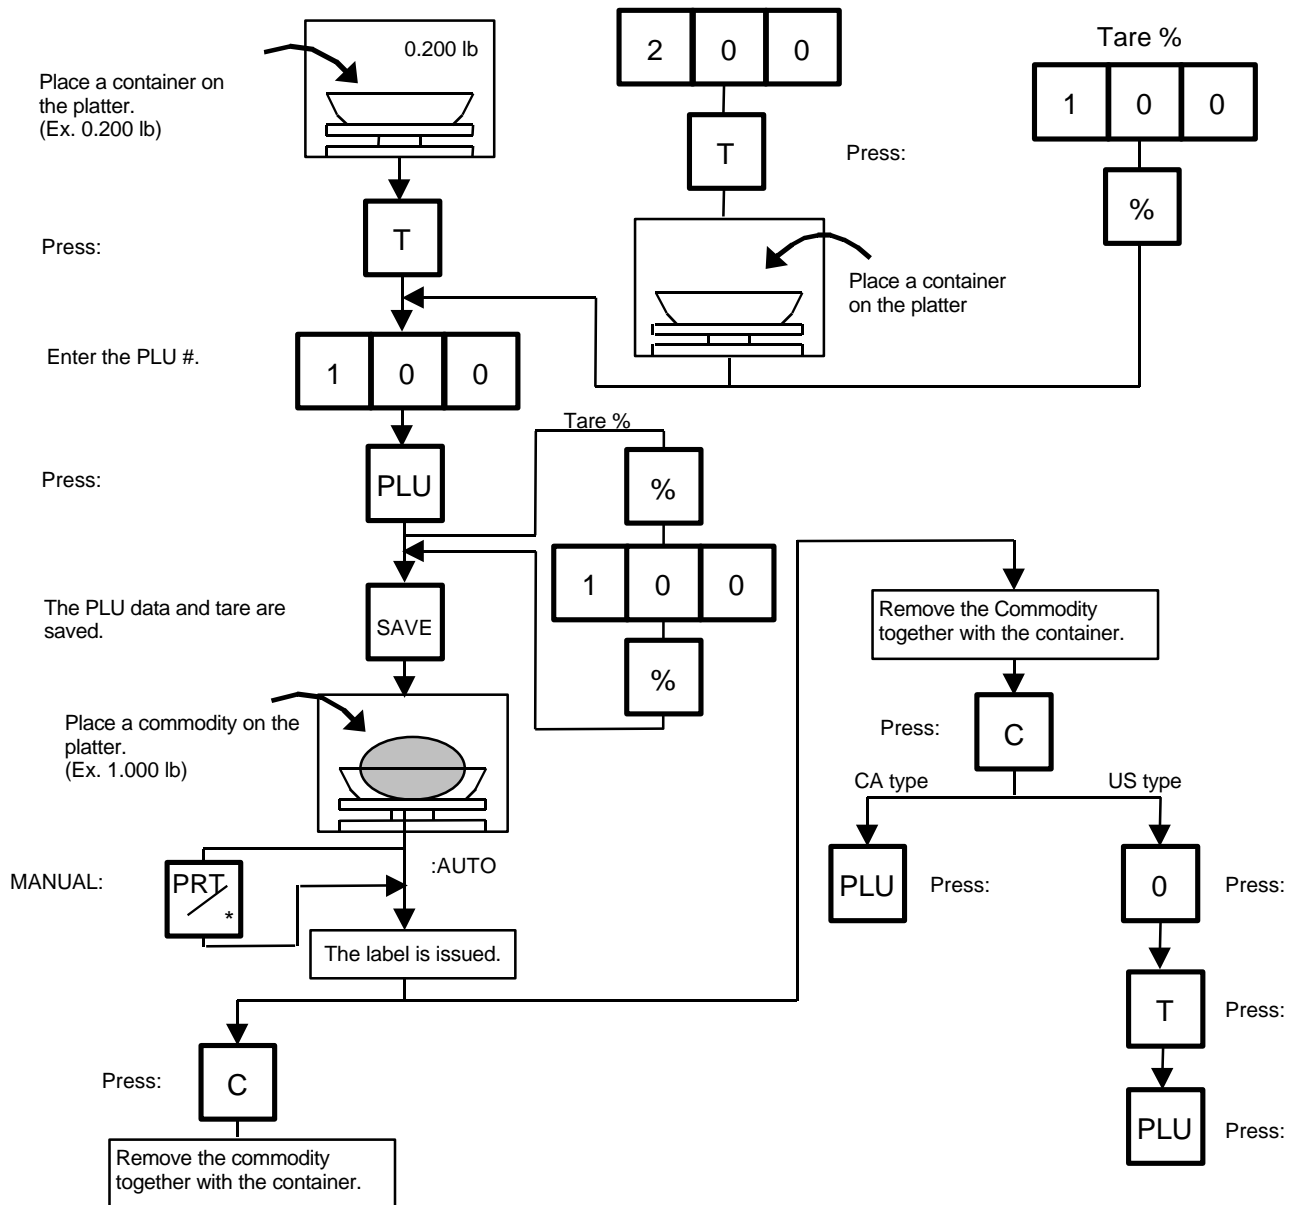 0.200 lb
Place a container on
the platter.
(Ex. 0.200 lb)
2 0 0
Tare %
1 0 0
T
Press:
%
Press:
T
Place a container
on the platter
Enter the PLU #.
1 0 0
Tare %
Press:
PLU
%
1 0 0
The PLU data and tare are
saved.
SAVE
%
Remove the Commodity
together with the container.
Place a commodity on the
platter.
(Ex. 1.000 lb)
Press:
C
CA type
US type
MANUAL:
PRT
*
:AUTO
PLU
Press:
0
Press:
The label is issued.
T
Press:
Press:
C
PLU
Press:
Remove the commodity
together with the container.